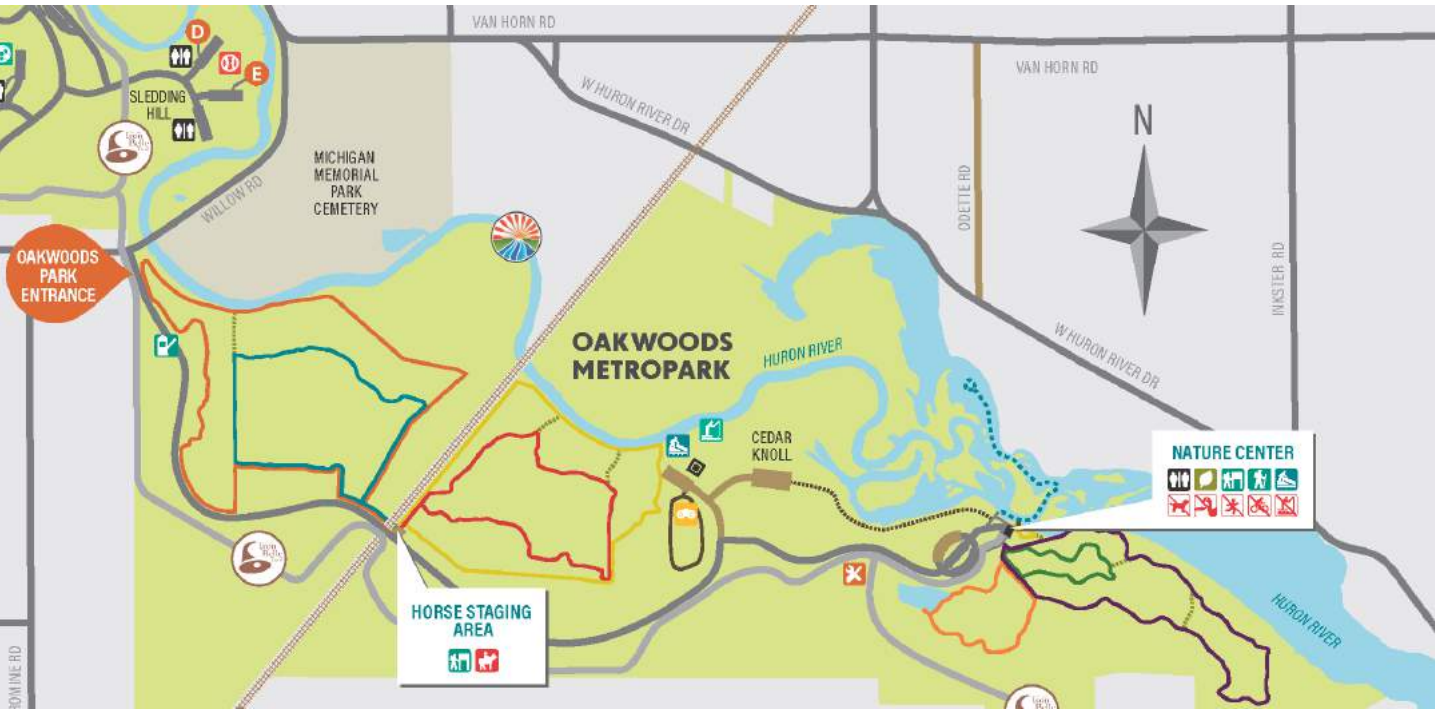 VAN HORN RD
D
E
SLEDDING
HILL
VAN HORN RD
W HURON RIVER DR
N
MICHIGAN
MEMORIAL
PARK
CEMETERY
WILLOW RD
ODETTE RD
OAKWOODS
PARK
ENTRANCE
INKSTER RD
OAKWOODS
METROPARK
HURON RIVER
W HURON RIVER DR
CEDAR
KNOLL
NATURE CENTER
HORSE STAGING
AREA
HURON RIVER
ROMINE RD